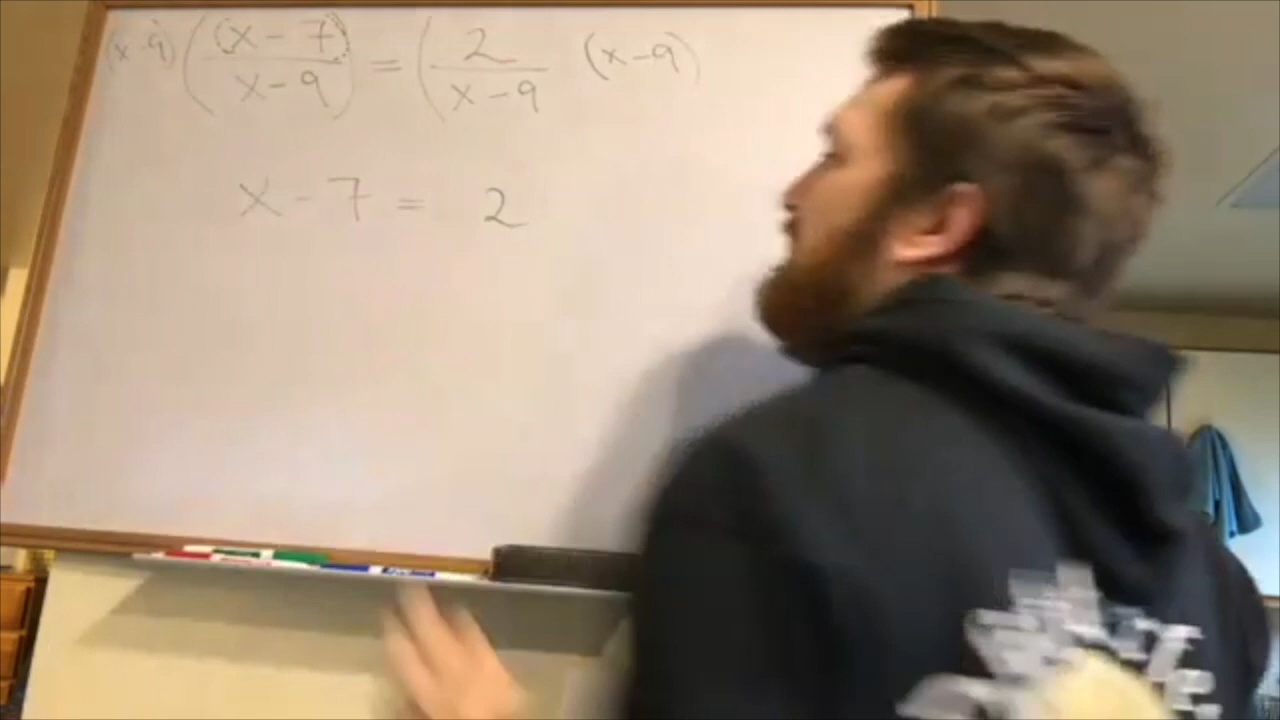 (x-9) ((x-7)/(x-9)) = (2/(x-9) (x-9)
x-7 = 2